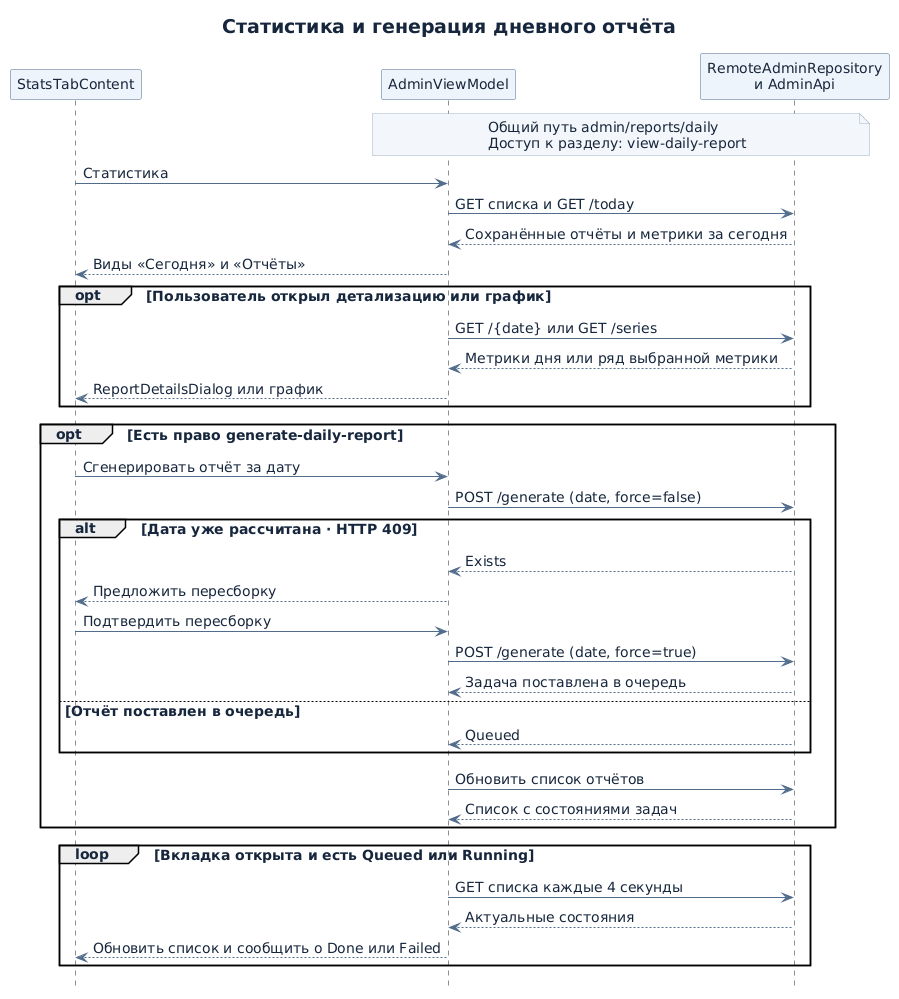 Статистика и генерация дневного отчёта
StatsTabContent
AdminViewModel
RemoteAdminRepository
и AdminApi
Общий путь admin/reports/daily
Доступ к разделу: view-daily-report
Статистика
GET списка и GET /today
Сохранённые отчёты и метрики за сегодня
Виды «Сегодня» и «Отчёты»
opt [Пользователь открыл детализацию или график]
GET /{date} или GET /series
Метрики дня или ряд выбранной метрики
ReportDetailsDialog или график
opt [Есть право generate-daily-report]
Сгенерировать отчёт за дату
POST /generate (date, force=false)
alt [Дата уже рассчитана · HTTP 409]
Exists
Предложить пересборку
Подтвердить пересборку
POST /generate (date, force=true)
Задача поставлена в очередь
[Отчёт поставлен в очередь]
Queued
Обновить список отчётов
Список с состояниями задач
loop [Вкладка открыта и есть Queued или Running]
GET списка каждые 4 секунды
Актуальные состояния
Обновить список и сообщить о Done или Failed